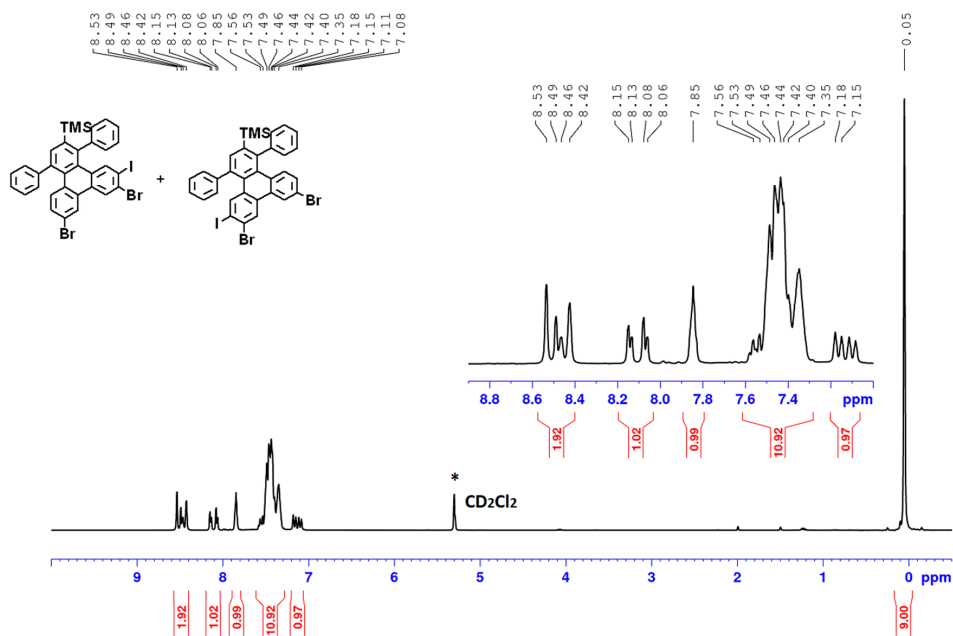 8.53 8.49 8.46 8.42 8.15 8.13 8.08 8.06 7.85 7.56 7.53 7.49 7.46 7.44 7.42 7.40 7.35 7.18 7.15 7.11 7.08
0.05
8.53 8.49 8.46 8.42 8.15 8.13 8.08 8.06 7.85 7.56 7.53 7.49 7.46 7.44 7.42 7.40 7.35 7.18 7.15
TMS
I
Br
Br
+
TMS
Br
I
Br
8.8 8.6 8.4 8.2 8.0 7.8 7.6 7.4 ppm
1.92 1.02 0.99 10.92 0.97
*
CD2Cl2
9 8 7 6 5 4 3 2 1 0 ppm
1.92 1.02 0.99 10.92 0.97 9.00